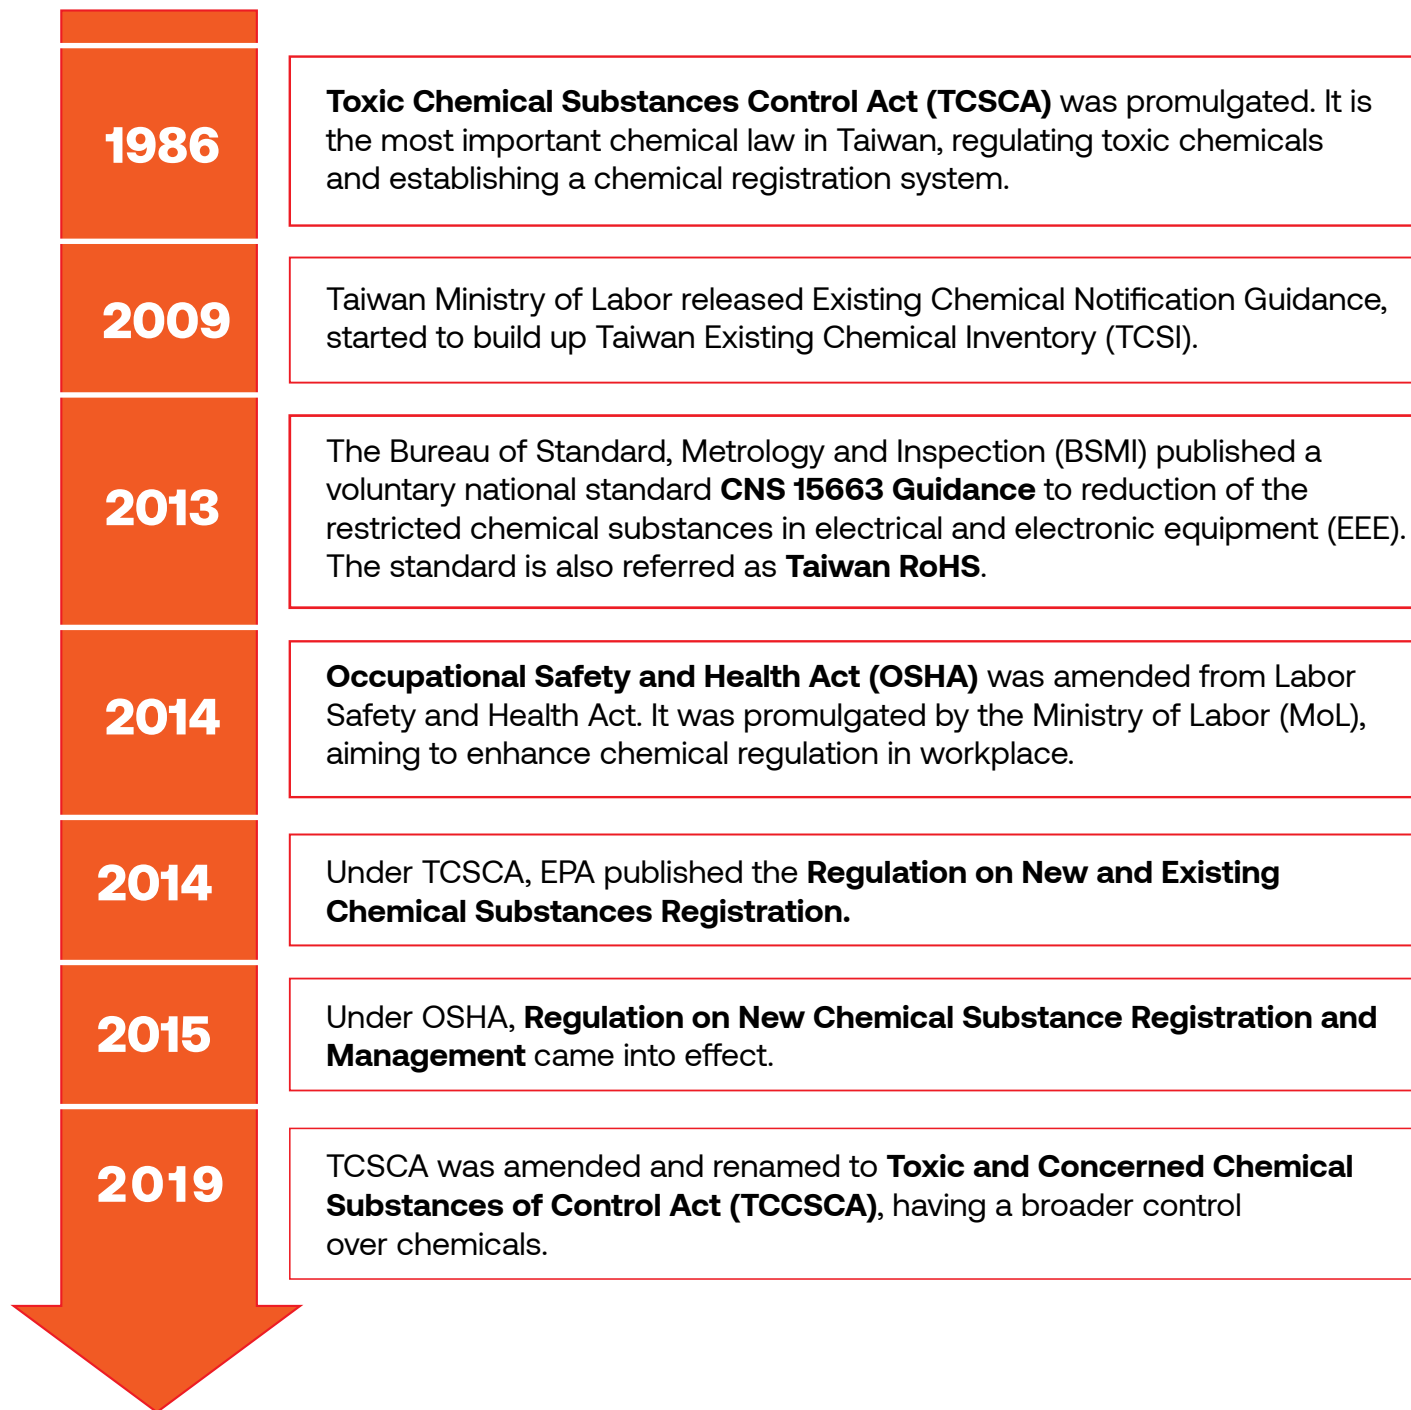 1986
Toxic Chemical Substances Control Act (TCSCA) was promulgated. It is
the most important chemical law in Taiwan, regulating toxic chemicals
and establishing a chemical registration system.
2009
Taiwan Ministry of Labor released Existing Chemical Notification Guidance,
started to build up Taiwan Existing Chemical Inventory (TCSI).
2013
The Bureau of Standard, Metrology and Inspection (BSMI) published a
voluntary national standard CNS 15663 Guidance to reduction of the
restricted chemical substances in electrical and electronic equipment (EEE).
The standard is also referred as Taiwan RoHS.
2014
Occupational Safety and Health Act (OSHA) was amended from Labor
Safety and Health Act. It was promulgated by the Ministry of Labor (MoL),
aiming to enhance chemical regulation in workplace.
2014
Under TCSCA, EPA published the Regulation on New and Existing
Chemical Substances Registration.
2015
Under OSHA, Regulation on New Chemical Substance Registration and
Management came into effect.
2019
TCSCA was amended and renamed to Toxic and Concerned Chemical
Substances of Control Act (TCCSCA), having a broader control
over chemicals.